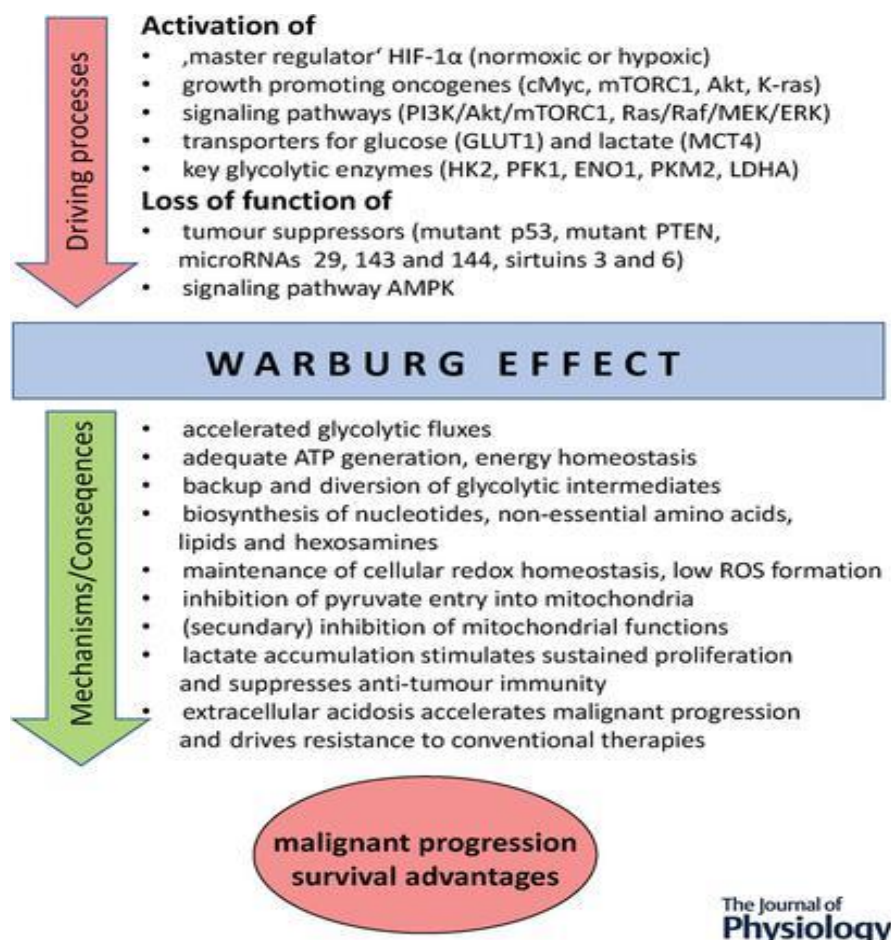 Activation of
• ‚master regulator‘ HIF-1α (normoxic or hypoxic)
• growth promoting oncogenes (cMyc, mTORC1, Akt, K-ras)
• signaling pathways (PI3K/Akt/mTORC1, Ras/Raf/MEK/ERK)
• transporters for glucose (GLUT1) and lactate (MCT4)
• key glycolytic enzymes (HK2, PFK1, ENO1, PKM2, LDHA)
Loss of function of
• tumour suppressors (mutant p53, mutant PTEN,
microRNAs 29, 143 and 144, sirtuins 3 and 6)
• signaling pathway AMPK
Driving processes
WARBURG EFFECT
• accelerated glycolytic fluxes
• adequate ATP generation, energy homeostasis
• backup and diversion of glycolytic intermediates
• biosynthesis of nucleotides, non-essential amino acids,
lipids and hexosamines
• maintenance of cellular redox homeostasis, low ROS formation
• inhibition of pyruvate entry into mitochondria
• (secundary) inhibition of mitochondrial functions
• lactate accumulation stimulates sustained proliferation
and suppresses anti-tumour immunity
• extracellular acidosis accelerates malignant progression
and drives resistance to conventional therapies
Mechanisms/Conseqences
malignant progression
survival advantages
The Journal of
Physiology